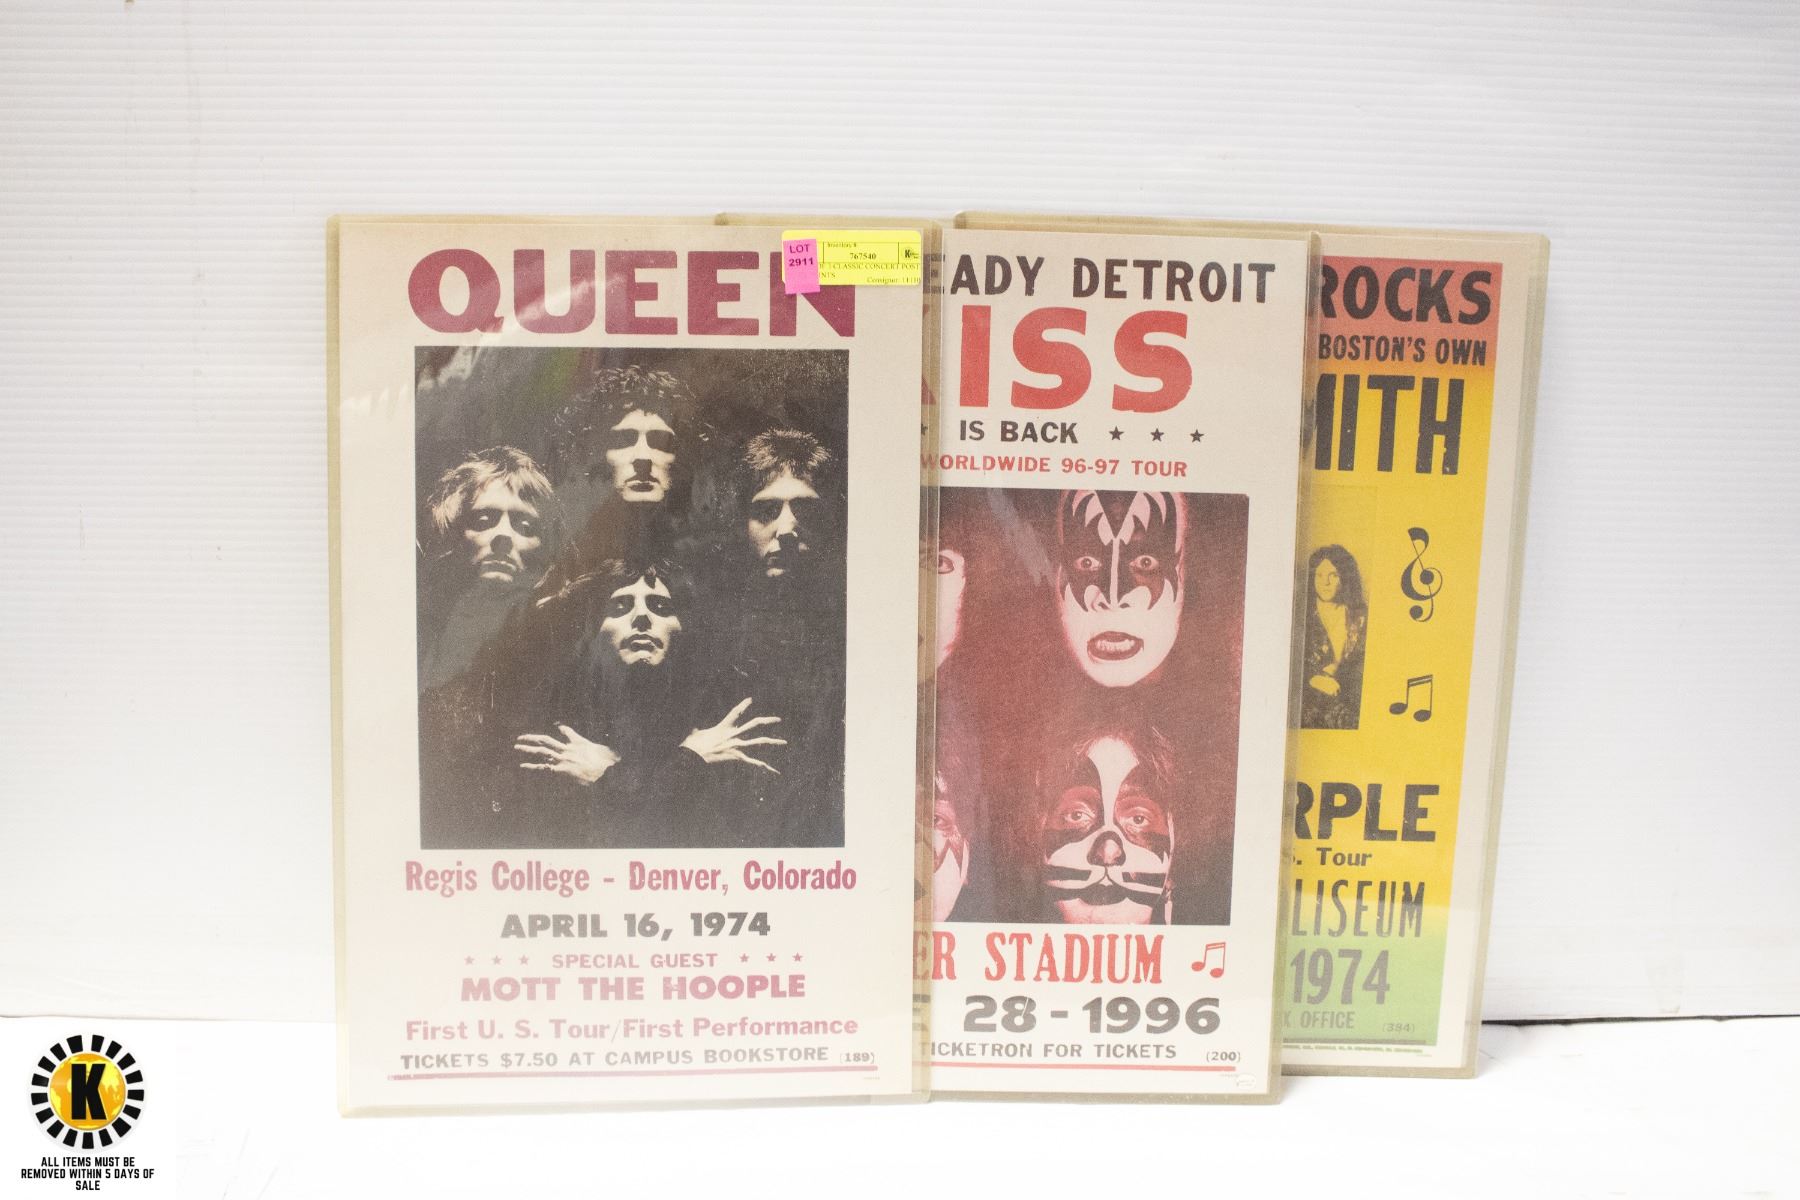 QUEEN
LOT
2911
767540
3 CLASSIC CONCERT POST
Consigner:
Regis College - Denver, Colorado
APRIL 16, 1974
★ ★ ★ SPECIAL GUEST ★ ★ ★
MOTT THE HOOPLE
First U. S. Tour/First Performance
TICKETS $7.50 AT CAMPUS BOOKSTORE (189)
EADY DETROIT
KISS
IS BACK ★ ★ ★
WORLDWIDE 96-97 TOUR
ER STADIUM
28 - 1996
TICKETRON FOR TICKETS (200)
ROCKS
BOSTON'S OWN
MITH
RPLE
S. Tour
LISEUM
1974
X OFFICE (384)
K
ALL ITEMS MUST BE
REMOVED WITHIN 5 DAYS OF
SALE